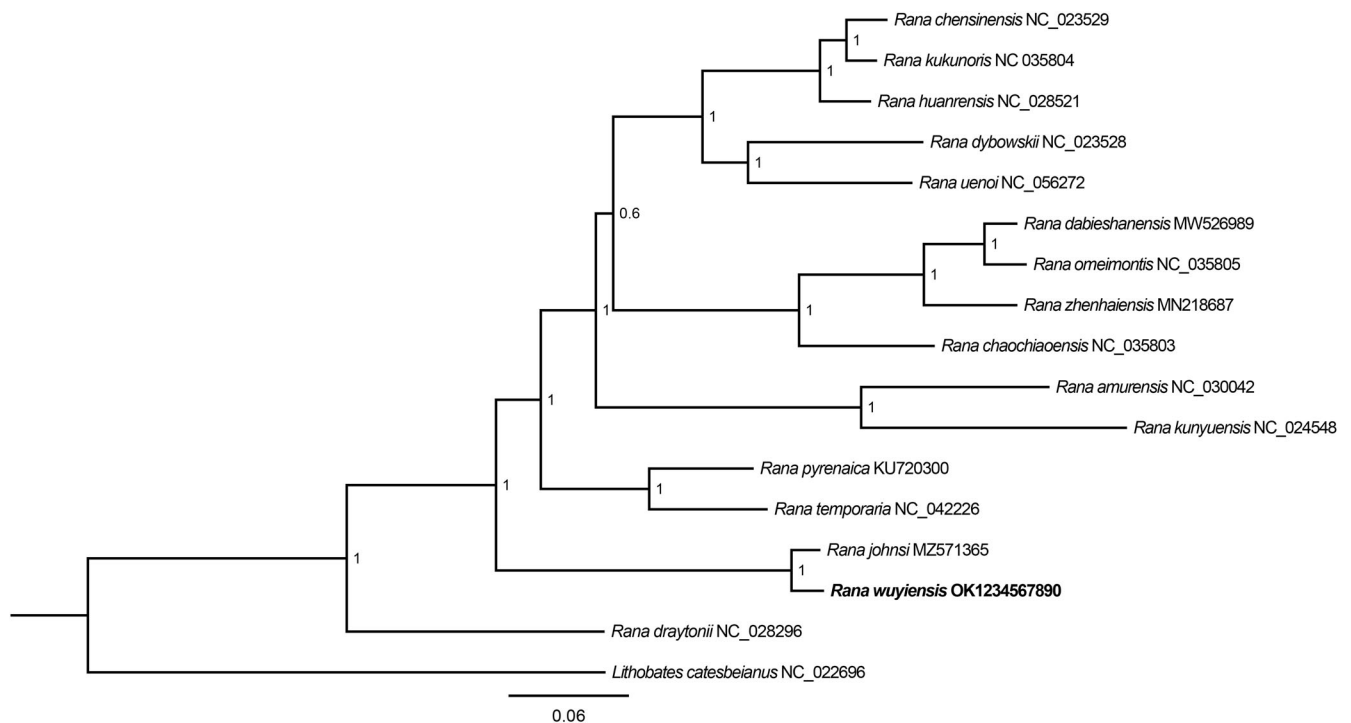 Rana chensinensis NC_023529
1
Rana kukunoris NC 035804
1
Rana huanrensis NC_028521
1
Rana dybowskii NC_023528
1
Rana uenoi NC_056272
0.6
Rana dabieshanensis MW526989
1
Rana omeimontis NC_035805
1
Rana zhenhaiensis MN218687
1
1
Rana chaochiaoensis NC_035803
Rana amurensis NC_030042
1
1
Rana kunyuensis NC_024548
Rana pyrenaica KU720300
1
1
Rana temporaria NC_042226
Rana johnsi MZ571365
1
1
Rana wuyiensis OK1234567890
Rana draytonii NC_028296
Lithobates catesbeianus NC_022696
0.06